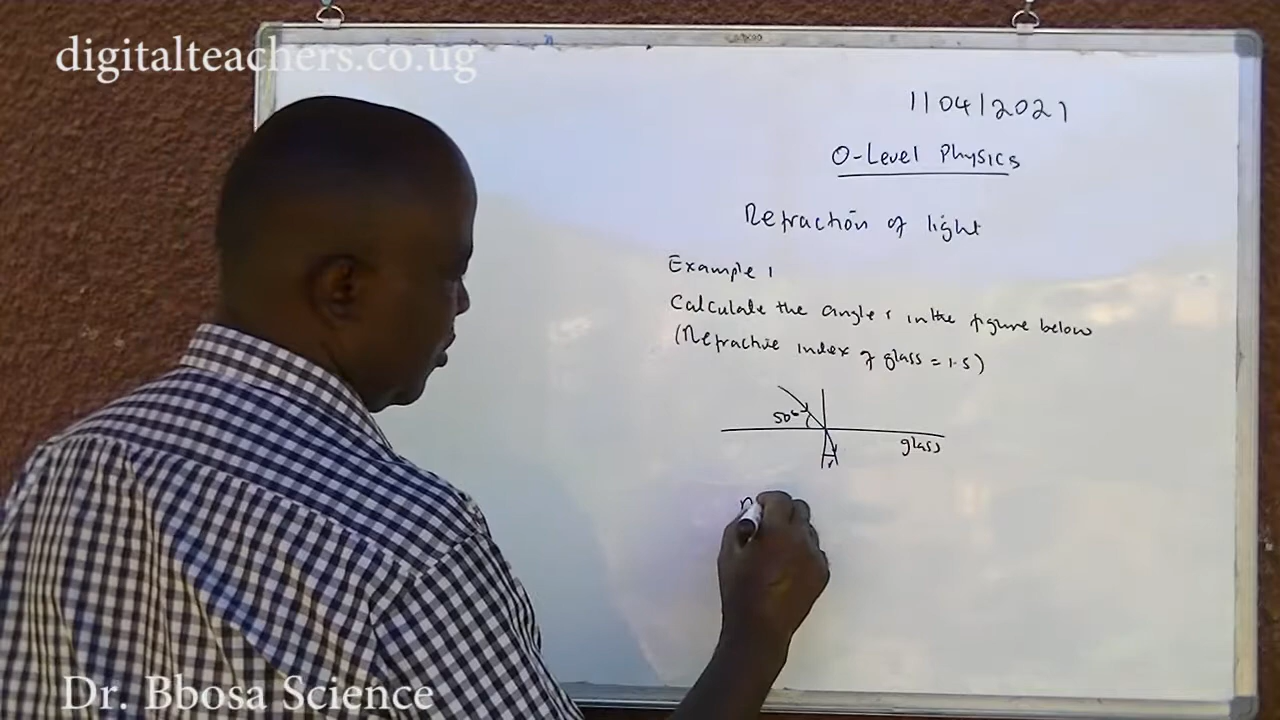 digitalteachers.co.ug
11/04/2021
O-Level Physics
Refraction of light
Example 1
Calculate the angle r in the figure below
(Refractive index of glass = 1.5)
50°
glass
r
n
Dr. Bbosa Science